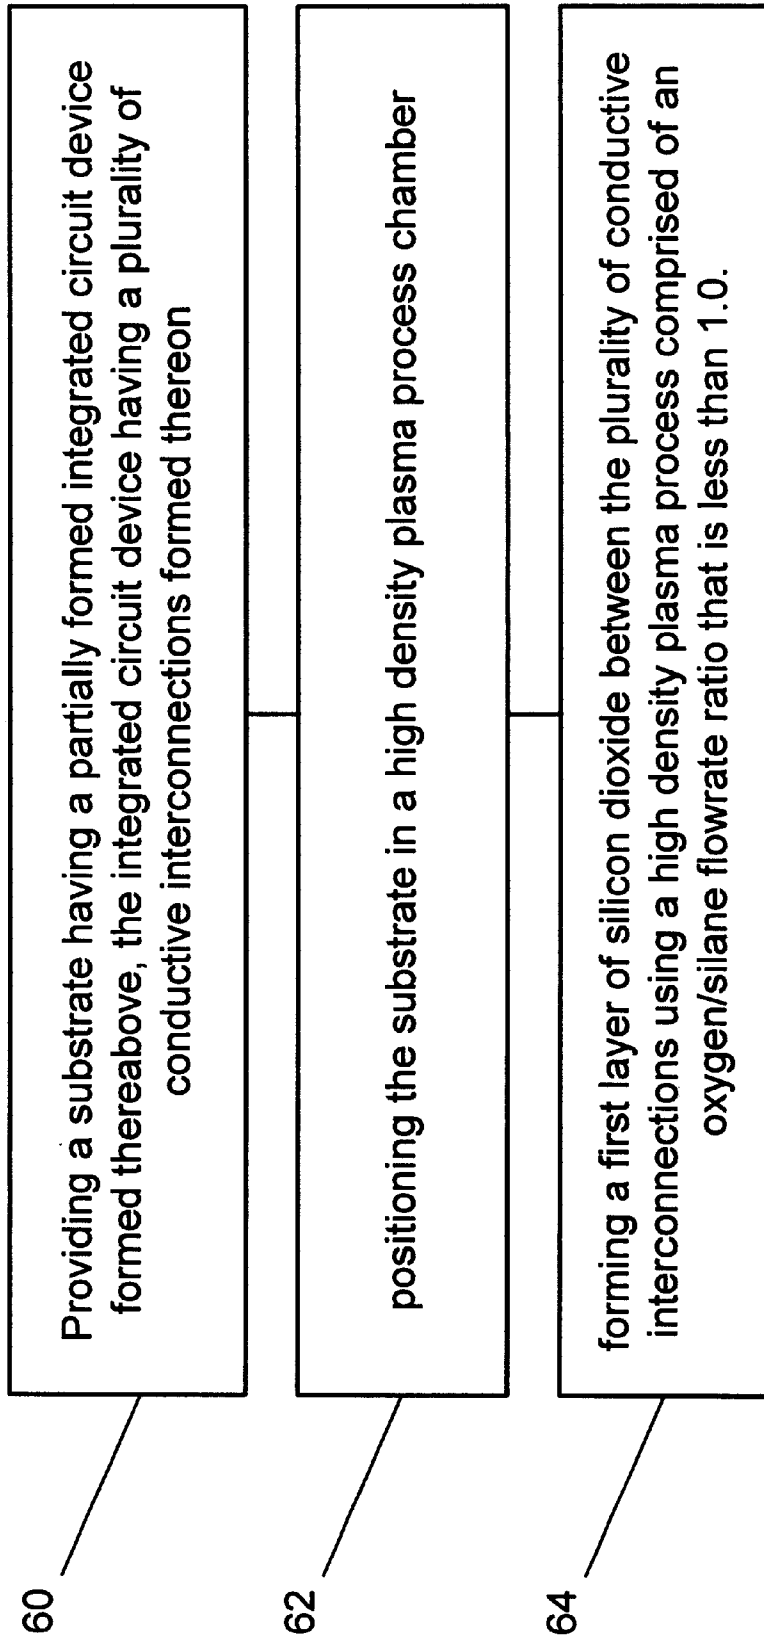 60
Providing a substrate having a partially formed integrated circuit device
formed thereabove, the integrated circuit device having a plurality of
conductive interconnections formed thereon
62
positioning the substrate in a high density plasma process chamber
64
forming a first layer of silicon dioxide between the plurality of conductive
interconnections using a high density plasma process comprised of an
oxygen/silane flowrate ratio that is less than 1.0.